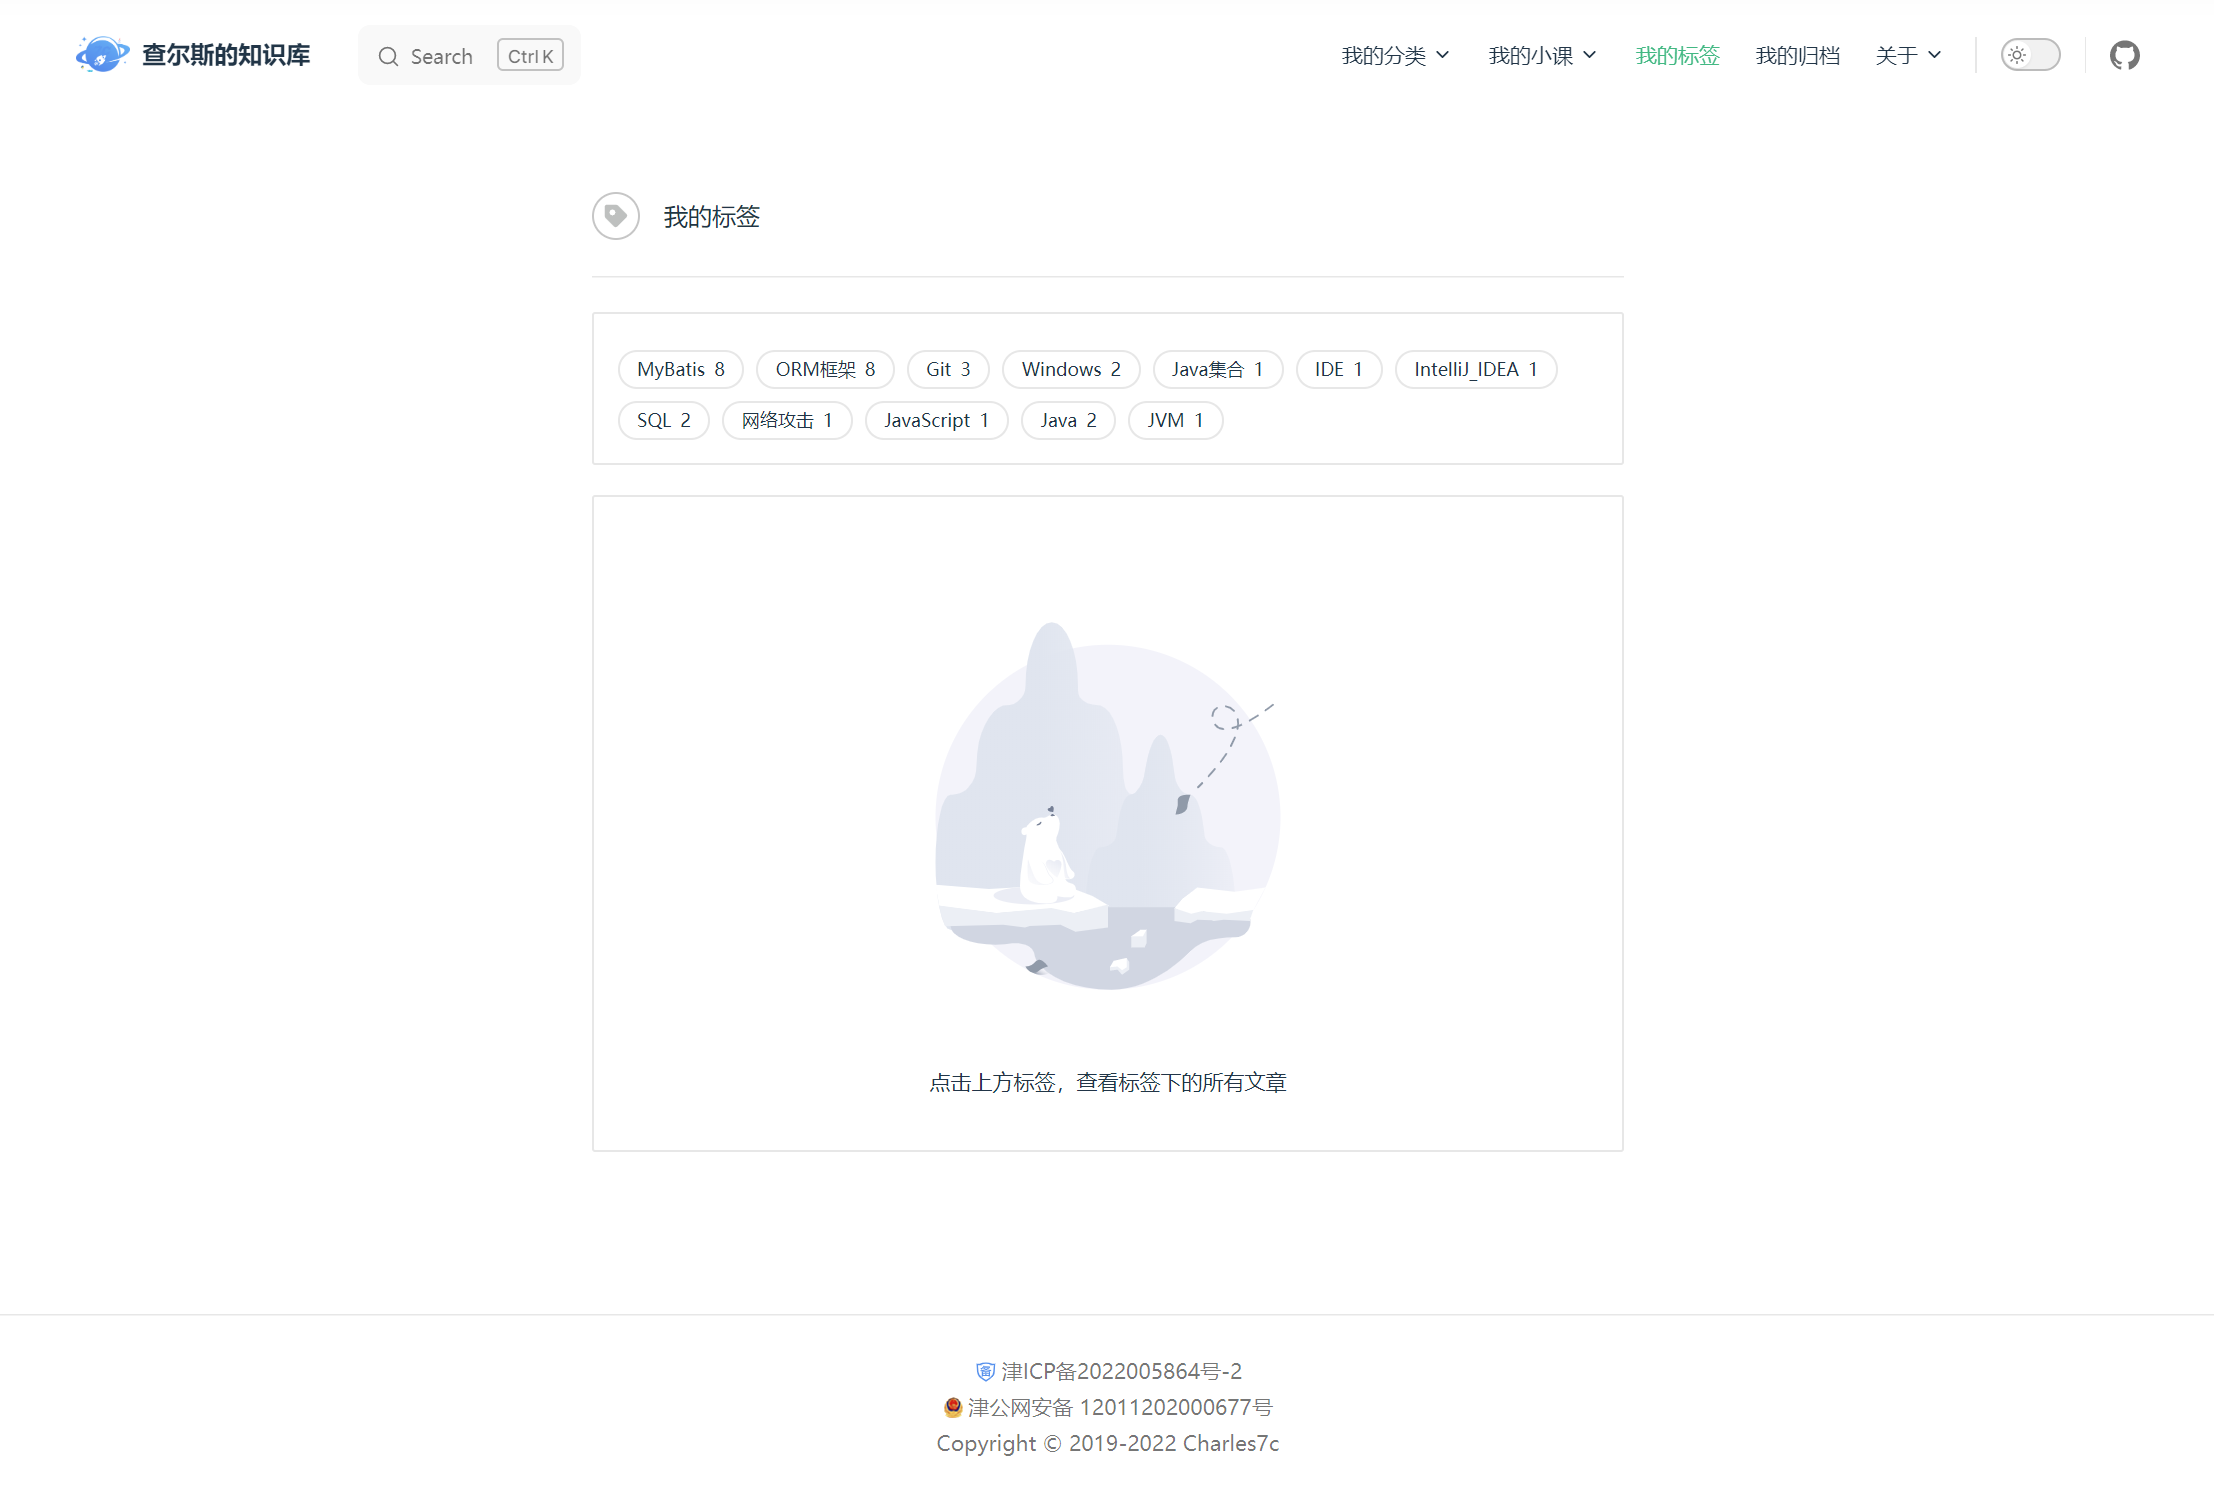 查尔斯的知识库 Search Ctrl K 我的分类 我的小课 我的标签 我的归档 关于
我的标签
MyBatis 8 ORM框架 8 Git 3 Windows 2 Java集合 1 IDE 1 IntelliJ_IDEA 1
SQL 2 网络攻击 1 JavaScript 1 Java 2 JVM 1
点击上方标签，查看标签下的所有文章
津ICP备2022005864号-2
津公网安备 12011202000677号
Copyright © 2019-2022 Charles7c